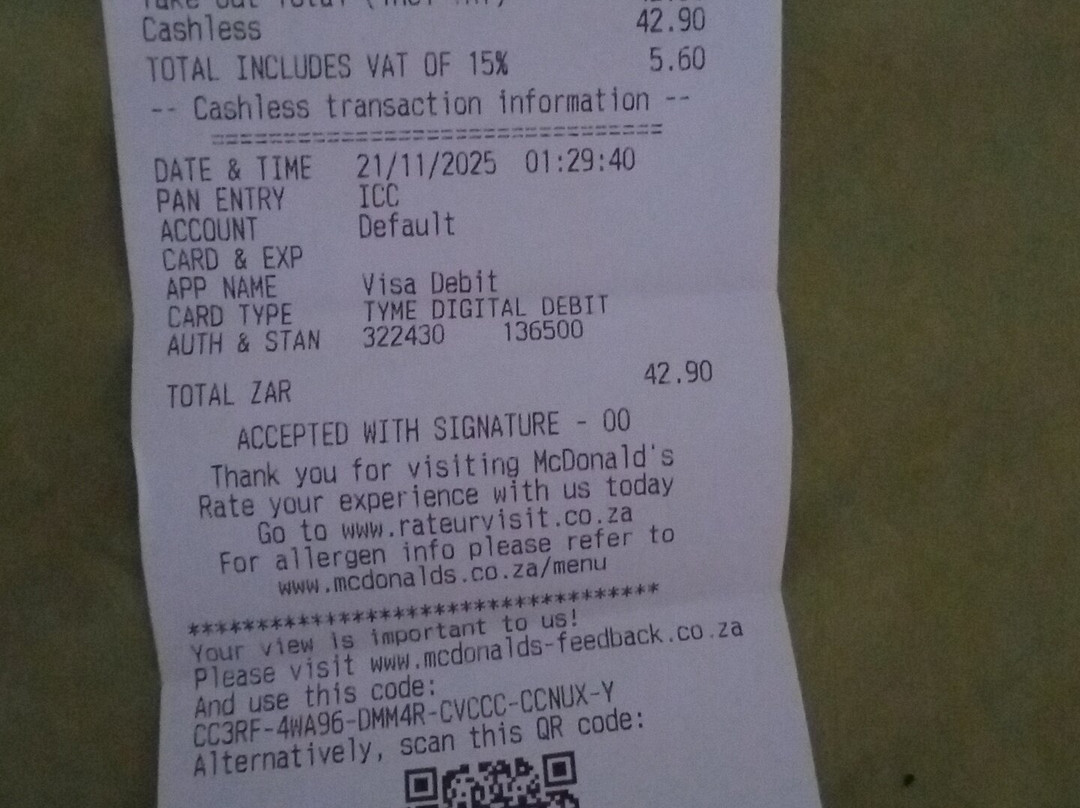 Take out Total (incl VAT)
Cashless 42.90
TOTAL INCLUDES VAT OF 15% 5.60
-- Cashless transaction information --
================================
DATE & TIME 21/11/2025 01:29:40
PAN ENTRY ICC
ACCOUNT Default
CARD & EXP
APP NAME Visa Debit
CARD TYPE TYME DIGITAL DEBIT
AUTH & STAN 322430 136500
TOTAL ZAR 42.90
ACCEPTED WITH SIGNATURE - 00
Thank you for visiting McDonald's
Rate your experience with us today
Go to www.rateurvisit.co.za
For allergen info please refer to
www.mcdonalds.co.za/menu
***********************************
Your view is important to us!
Please visit www.mcdonalds-feedback.co.za
And use this code:
CC3RF-4WA96-DMM4R-CVCCC-CCNUX-Y
Alternatively, scan this QR code: